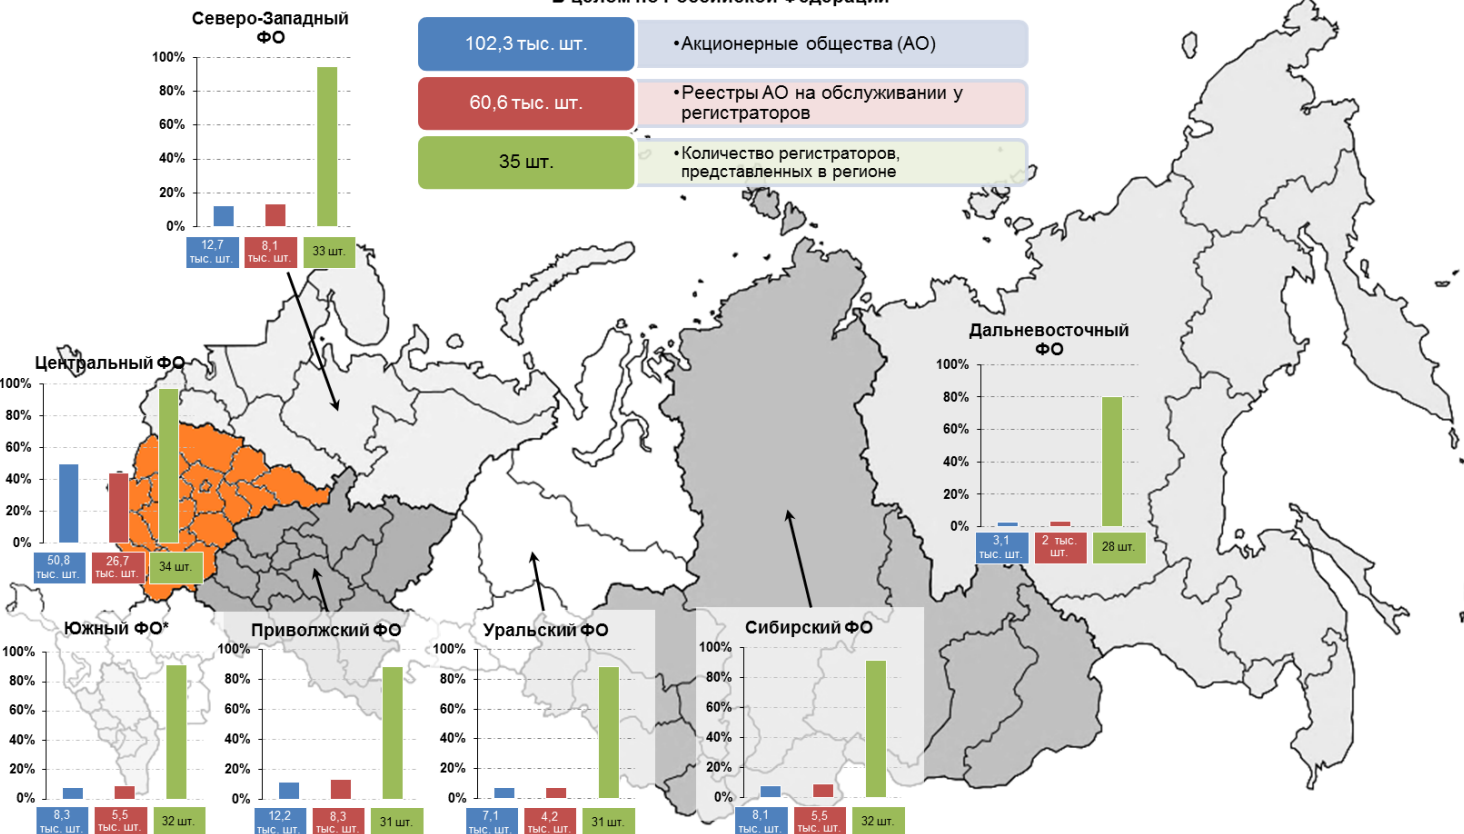 В целом по Российской Федерации
102,3 тыс. шт.
•Акционерные общества (АО)
60,6 тыс. шт.
•Реестры АО на обслуживании у
регистраторов
35 шт.
•Количество регистраторов,
представленных в регионе
Северо-Западный
ФО
100%
80%
60%
40%
20%
0%
12,7
тыс. шт.
8,1
тыс. шт.
33 шт.
Центральный ФО
100%
80%
60%
40%
20%
0%
50,8
тыс. шт.
26,7
тыс. шт.
34 шт.
Дальневосточный
ФО
100%
80%
60%
40%
20%
0%
3,1
тыс. шт.
2 тыс.
шт.
28 шт.
Южный ФО*
100%
80%
60%
40%
20%
0%
8,3
тыс. шт.
5,5
тыс. шт.
32 шт.
Приволжский ФО
100%
80%
60%
40%
20%
0%
12,2
тыс. шт.
8,3
тыс. шт.
31 шт.
Уральский ФО
100%
80%
60%
40%
20%
0%
7,1
тыс. шт.
4,2
тыс. шт.
31 шт.
Сибирский ФО
100%
80%
60%
40%
20%
0%
8,1
тыс. шт.
5,5
тыс. шт.
32 шт.